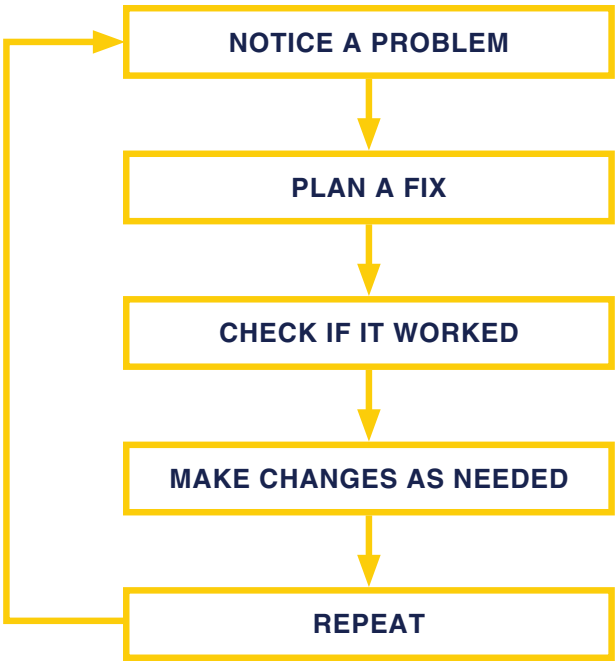 NOTICE A PROBLEM
PLAN A FIX
CHECK IF IT WORKED
MAKE CHANGES AS NEEDED
REPEAT